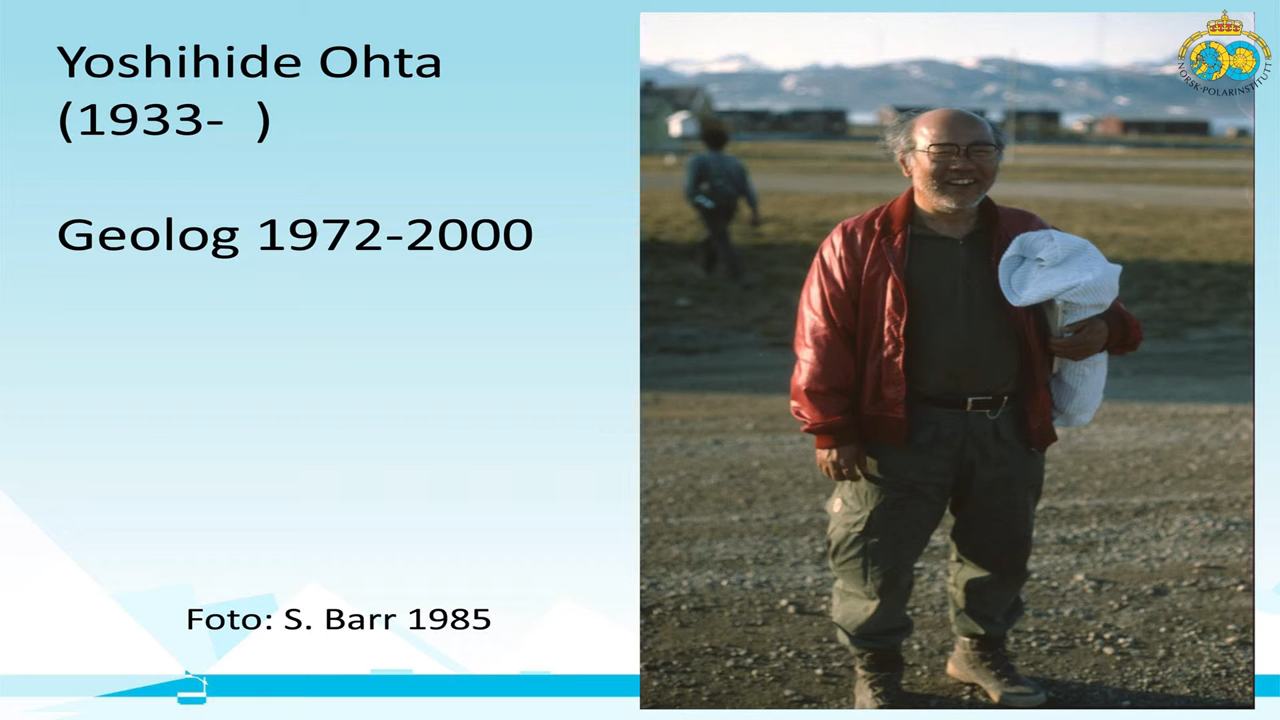 Yoshihide Ohta
(1933-  )
Geolog 1972-2000
Foto: S. Barr 1985
NORSK-POLARINSTITUTT